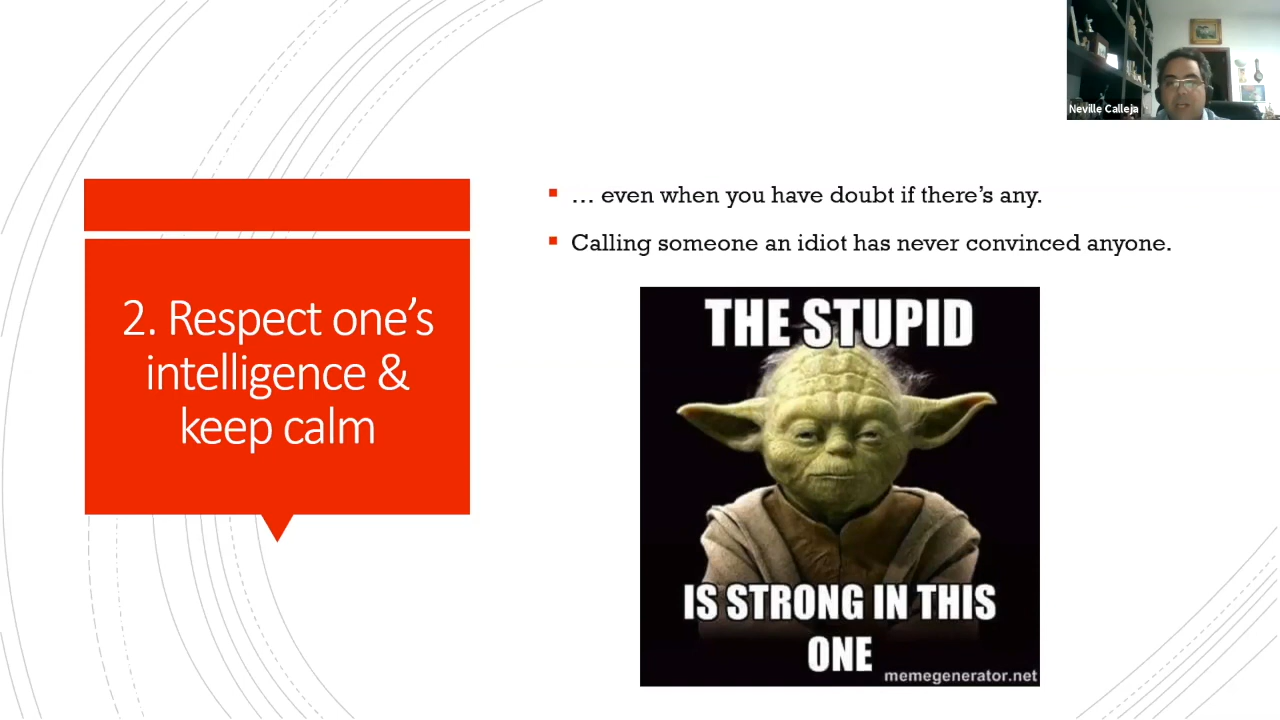 Neville Calleja
2. Respect one’s
intelligence &
keep calm
… even when you have doubt if there’s any.
Calling someone an idiot has never convinced anyone.
THE STUPID
IS STRONG IN THIS
ONE
memegenerator.net